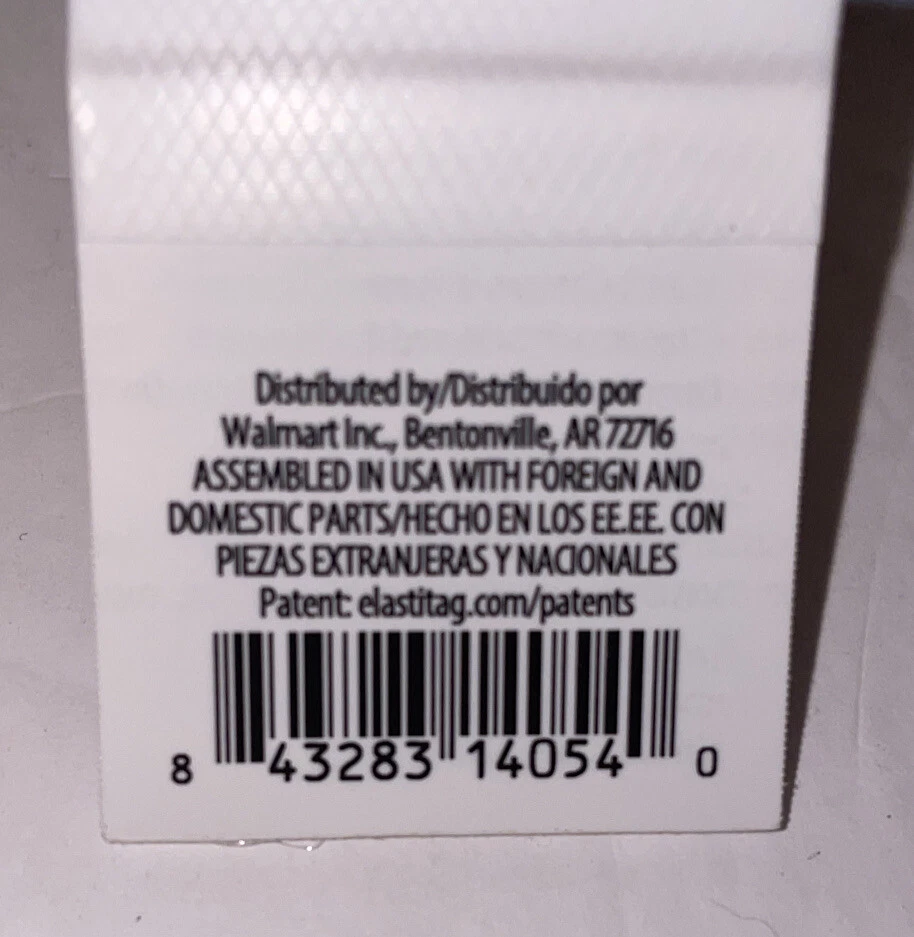 Distributed by/Distribuido por
Walmart Inc., Bentonville, AR 72716
ASSEMBLED IN USA WITH FOREIGN AND
DOMESTIC PARTS/HECHO EN LOS EE.EE. CON
PIEZAS EXTRANJERAS Y NACIONALES
Patent: elastitag.com/patents
8 43283 14054 0